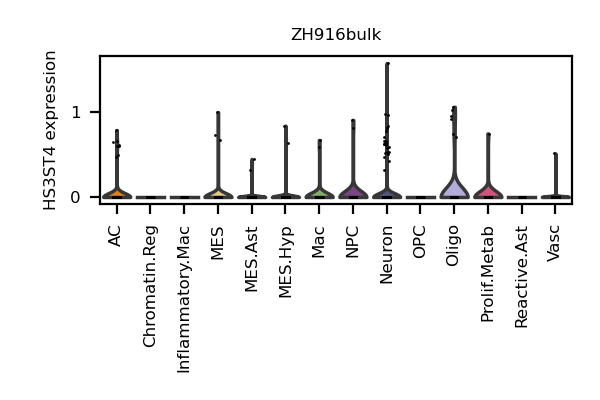 ZH916bulk
HS3ST4 expression
1
0
AC
Chromatin.Reg
Inflammatory.Mac
MES
MES.Ast
MES.Hyp
Mac
NPC
Neuron
OPC
Oligo
Prolif.Metab
Reactive.Ast
Vasc